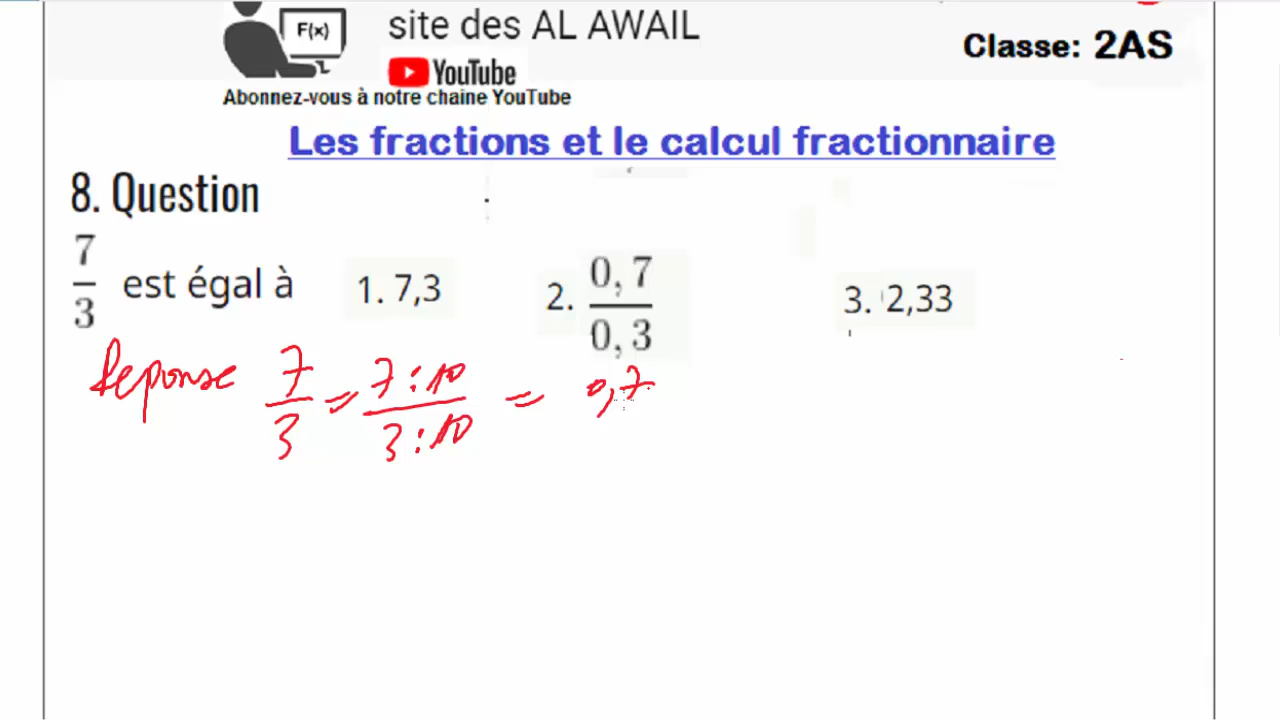 F(x)
site des AL AWAIL
Classe: 2AS
YouTube
Abonnez-vous à notre chaine YouTube
Les fractions et le calcul fractionnaire
8. Question
7/3 est égal à 1. 7,3 2. 0,7/0,3 3. 2,33
Reponse 7/3 = 7:10/3:10 = 0,7